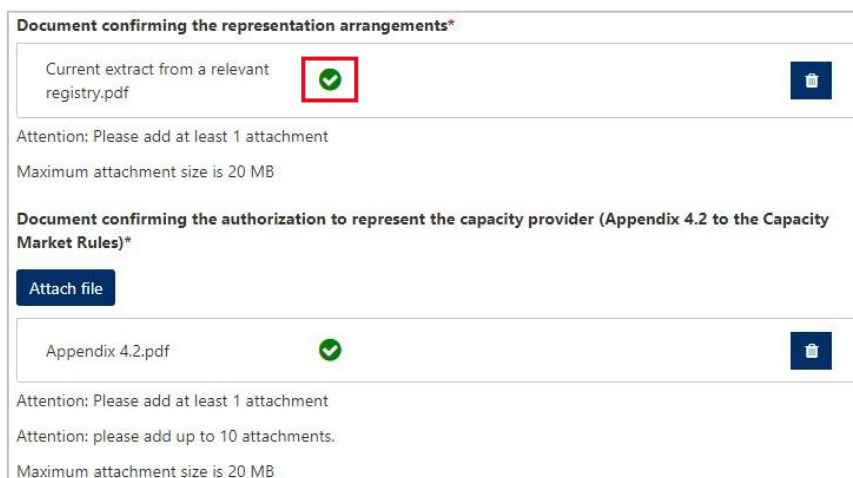 Document confirming the representation arrangements*
Current extract from a relevant
registry.pdf
Attention: Please add at least 1 attachment
Maximum attachment size is 20 MB
Document confirming the authorization to represent the capacity provider (Appendix 4.2 to the Capacity
Market Rules)*
Attach file
Appendix 4.2.pdf
Attention: Please add at least 1 attachment
Attention: please add up to 10 attachments.
Maximum attachment size is 20 MB